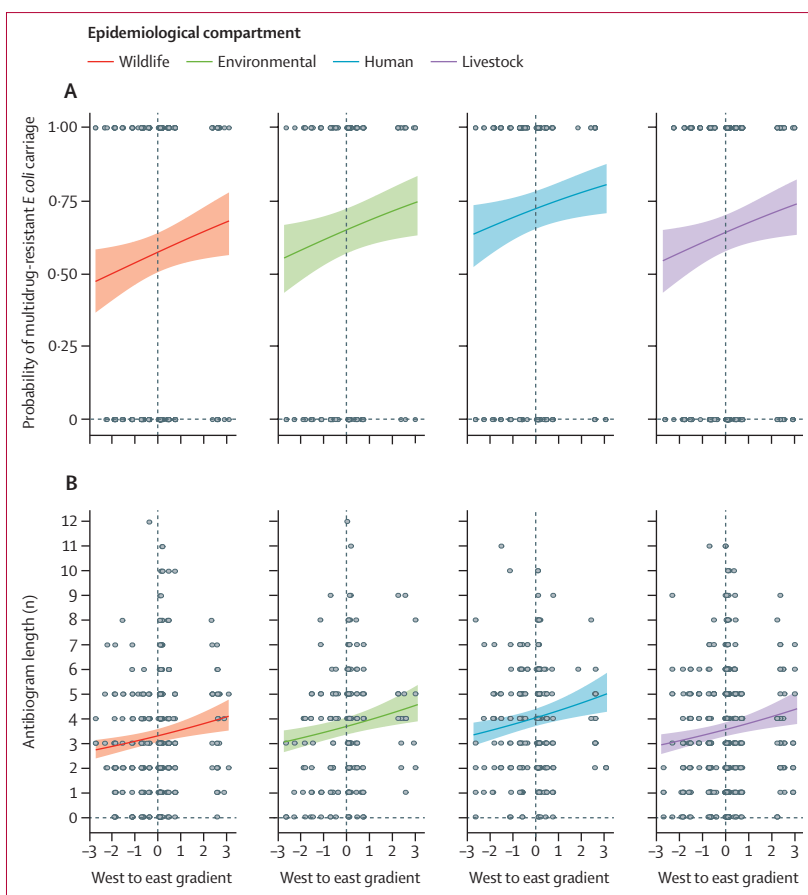 Epidemiological compartment
Wildlife Environmental Human Livestock
A
Probability of multidrug-resistant E coli carriage
1·00
0·75
0·50
0·25
0
B
Antibiogram length (n)
12
11
10
9
8
7
6
5
4
3
2
1
0
–3 –2 –1 0 1 2 3 –3 –2 –1 0 1 2 3 –3 –2 –1 0 1 2 3 –3 –2 –1 0 1 2 3
West to east gradient West to east gradient West to east gradient West to east gradient